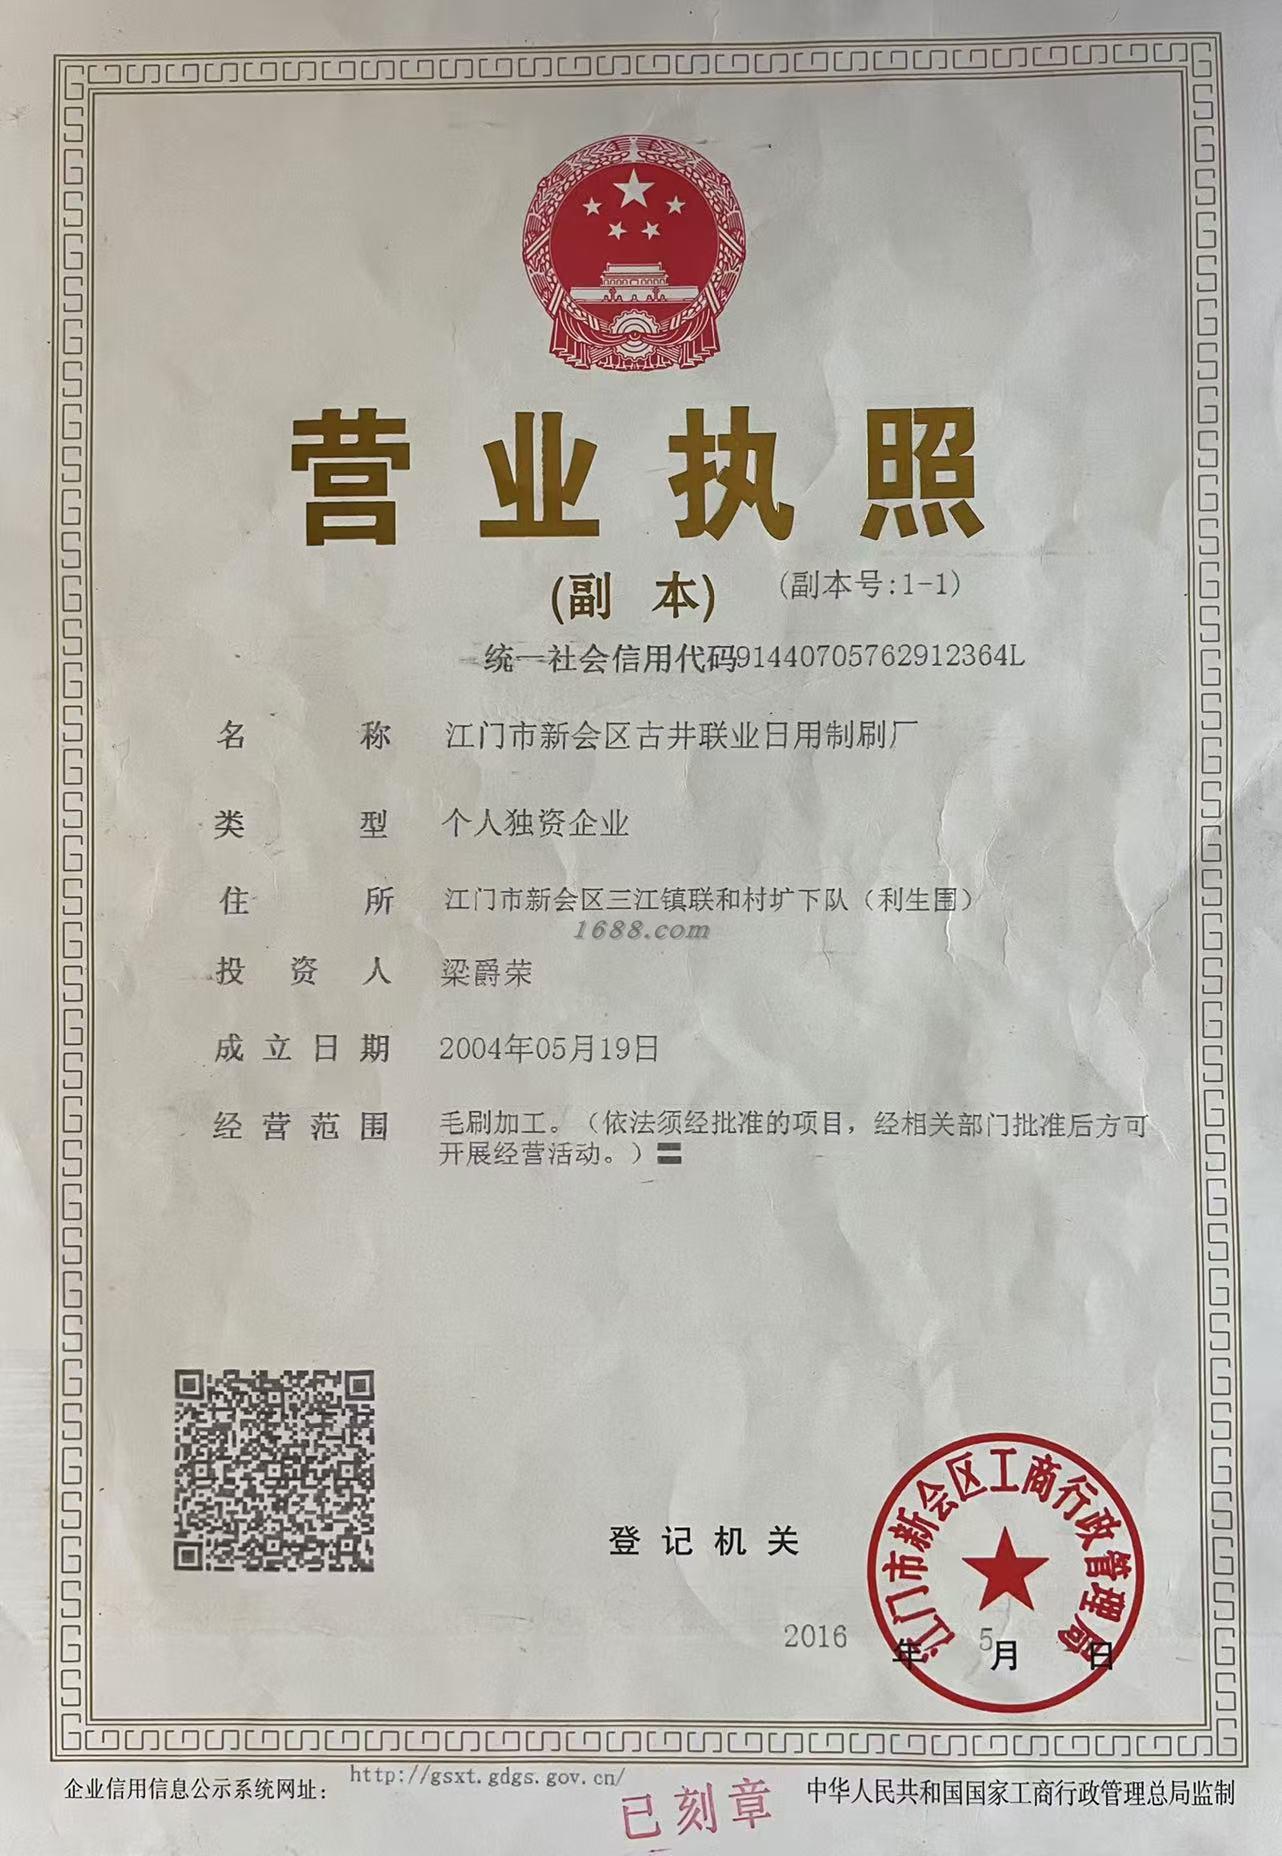 营业执照
(副 本) (副本号:1-1)
统一社会信用代码91440705762912364L
名称 江门市新会区古井联业日用制刷厂
类型 个人独资企业
住所 江门市新会区三江镇联和村圹下队（利生围）
1688.com
投资人 梁爵荣
成立日期 2004年05月19日
经营范围 毛刷加工。（依法须经批准的项目，经相关部门批准后方可
开展经营活动。）〓
登记机关
江门市新会区工商行政管理局
2016年5月 日
企业信用信息公示系统网址： http://gsxt.gdgs.gov.cn/
已刻章
中华人民共和国国家工商行政管理总局监制